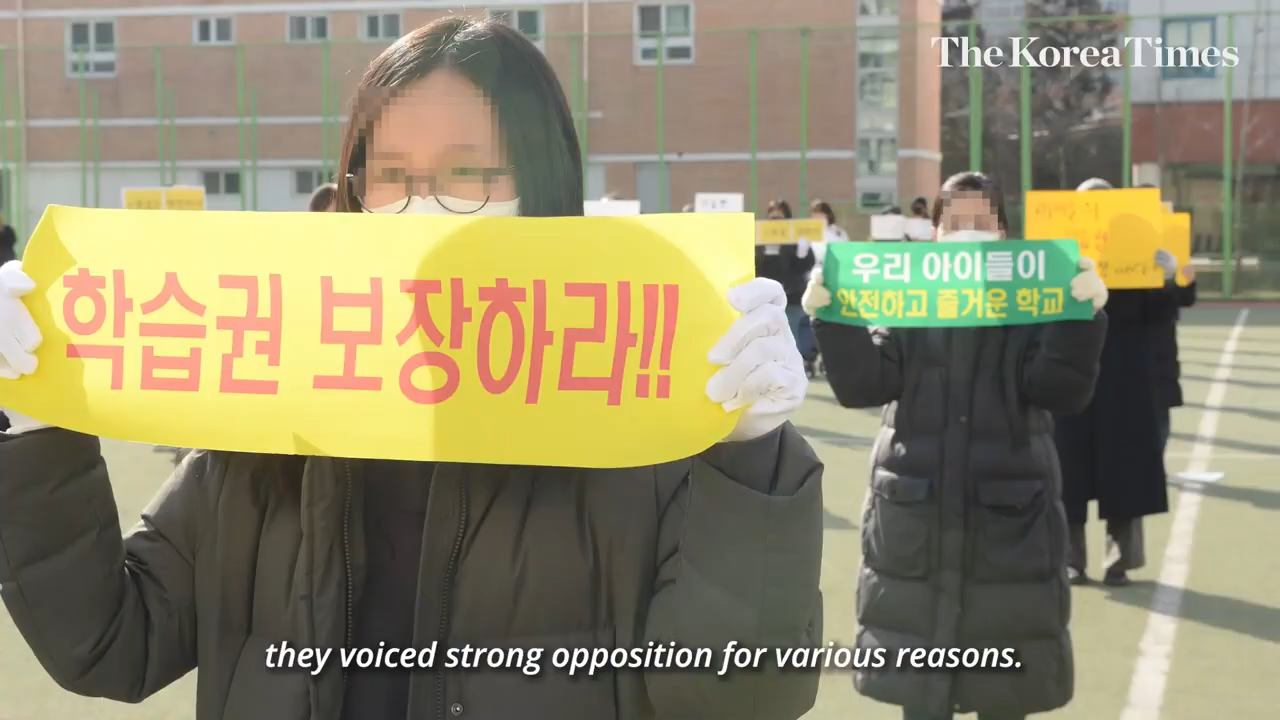 The Korea Times
학습권 보장하라!!
우리 아이들이
안전하고 즐거운 학교
they voiced strong opposition for various reasons.